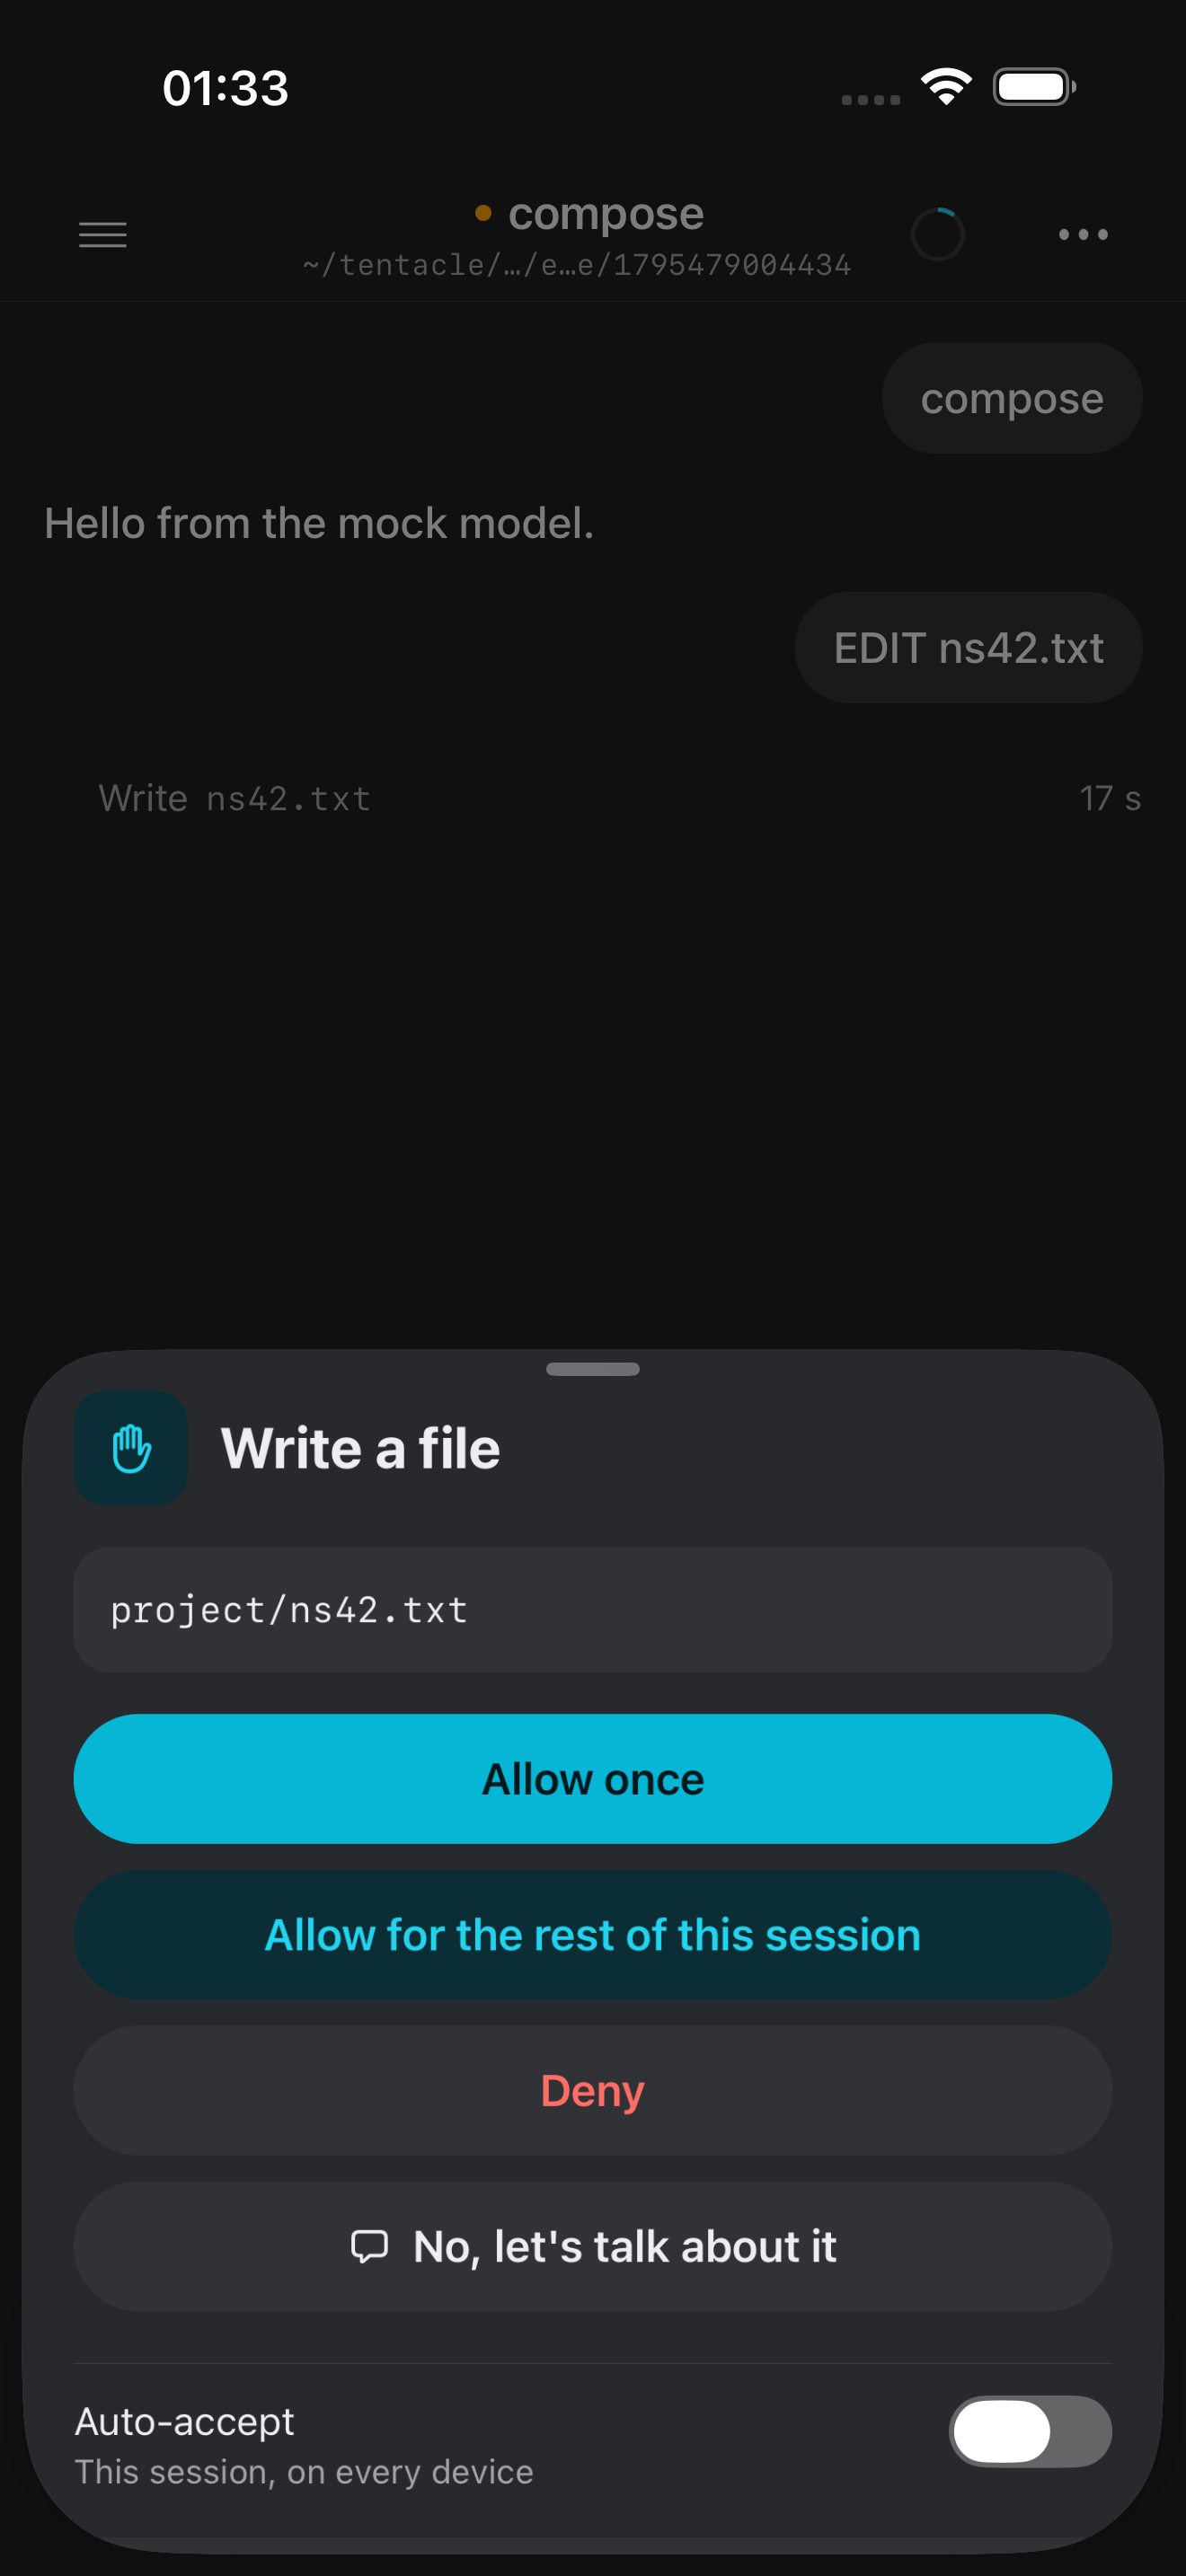 01:33
compose
~/tentacle/…/e…e/1795479004434
compose
Hello from the mock model.
EDIT ns42.txt
Write ns42.txt 17 s
Write a file
project/ns42.txt
Allow once
Allow for the rest of this session
Deny
No, let's talk about it
Auto-accept
This session, on every device